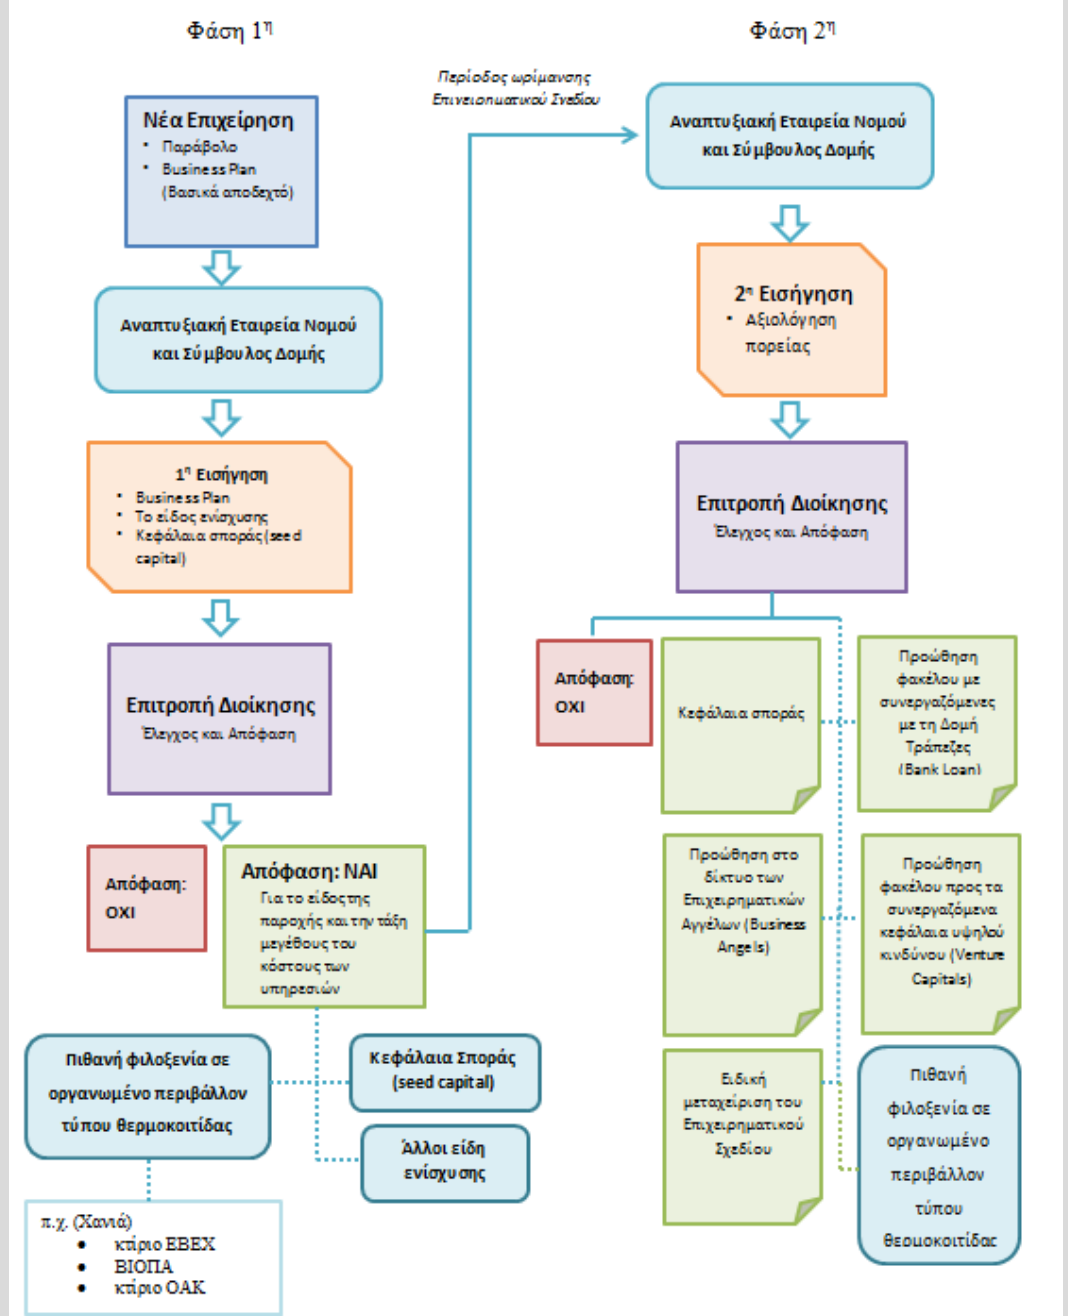 Φάση 1η
Νέα Επιχείρηση
• Παράβολο
• Business Plan
(Βασικά αποδεχτό)
Αναπτυξιακή Εταιρεία Νομού
και Σύμβουλος Δομής
1η Εισήγηση
• Business Plan
• Το είδος ενίσχυσης
• Κεφάλαια σποράς (seed
capital)
Επιτροπή Διοίκησης
Έλεγχος και Απόφαση
Απόφαση:
ΟΧΙ
Απόφαση: ΝΑΙ
Για το είδος της
παροχής και την τάξη
μεγέθους του
κόστους των
υπηρεσιών
Πιθανή φιλοξενία σε
οργανωμένο περιβάλλον
τύπου θερμοκοιτίδας
Κεφάλαια Σποράς
(seed capital)
Άλλοι είδη
ενίσχυσης
π.χ. (Χανιά)
• κτίριο ΕΒΕΧ
• ΒΙΟΠΑ
• κτίριο ΟΑΚ
Περίοδος ωρίμανσης
Επιχειρηματικού Σχεδίου
Φάση 2η
Αναπτυξιακή Εταιρεία Νομού
και Σύμβουλος Δομής
2η Εισήγηση
• Αξιολόγηση
πορείας
Επιτροπή Διοίκησης
Έλεγχος και Απόφαση
Απόφαση:
ΟΧΙ
Κεφάλαια σποράς
Προώθηση
φακέλου με
συνεργαζόμενες
με τη Δομή
Τράπεζες
(Bank Loan)
Προώθηση στο
δίκτυο των
Επιχειρηματικών
Αγγέλων (Business
Angels)
Προώθηση
φακέλου προς τα
συνεργαζόμενα
κεφάλαια υψηλού
κινδύνου (Venture
Capitals)
Ειδική
μεταχείριση του
Επιχειρηματικού
Σχεδίου
Πιθανή
φιλοξενία σε
οργανωμένο
περιβάλλον
τύπου
θερμοκοιτίδας